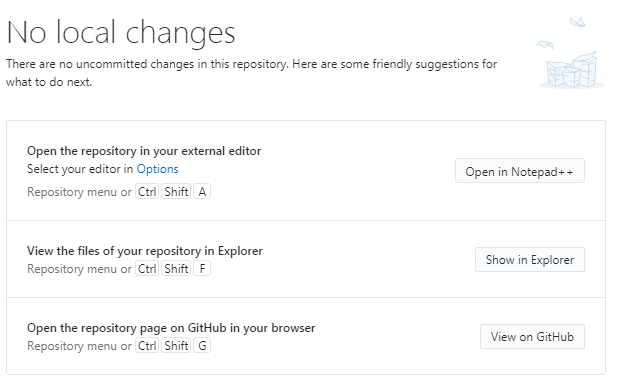 No local changes
There are no uncommitted changes in this repository. Here are some friendly suggestions for
what to do next.
Open the repository in your external editor
Select your editor in Options
Repository menu or Ctrl Shift A
Open in Notepad++
View the files of your repository in Explorer
Repository menu or Ctrl Shift F
Show in Explorer
Open the repository page on GitHub in your browser
Repository menu or Ctrl Shift G
View on GitHub